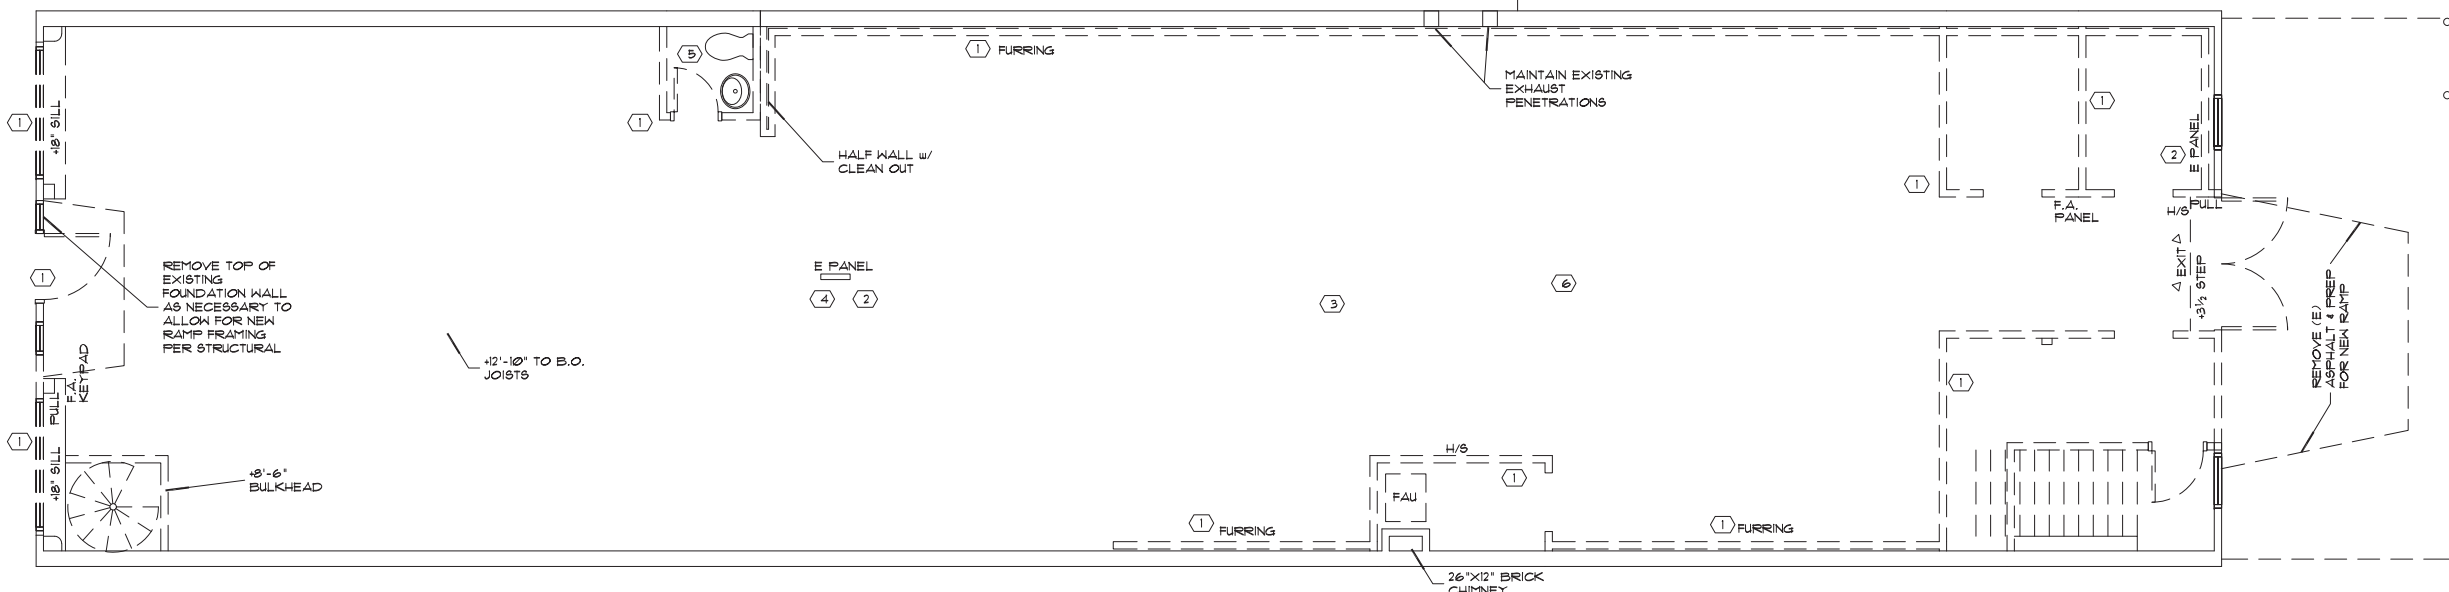 5
1
FURRING
MAINTAIN EXISTING
EXHAUST
PENETRATIONS
1
1
1
+18" SILL
HALF WALL w/
CLEAN OUT
2
E PANEL
1
F.A.
PANEL
H/S
PULL
REMOVE TOP OF
EXISTING
FOUNDATION WALL
AS NECESSARY TO
ALLOW FOR NEW
RAMP FRAMING
PER STRUCTURAL
1
E PANEL
4
2
3
6
EXIT
+3½ STEP
REMOVE (E)
ASPHALT & PREP
FOR NEW RAMP
+12'-10" TO B.O.
JOISTS
F.A.
KEYPAD
PULL
1
1
+18" SILL
+8'-6"
BULKHEAD
H/S
1
FAU
1
FURRING
1
FURRING
26"X12" BRICK
CHIMNEY